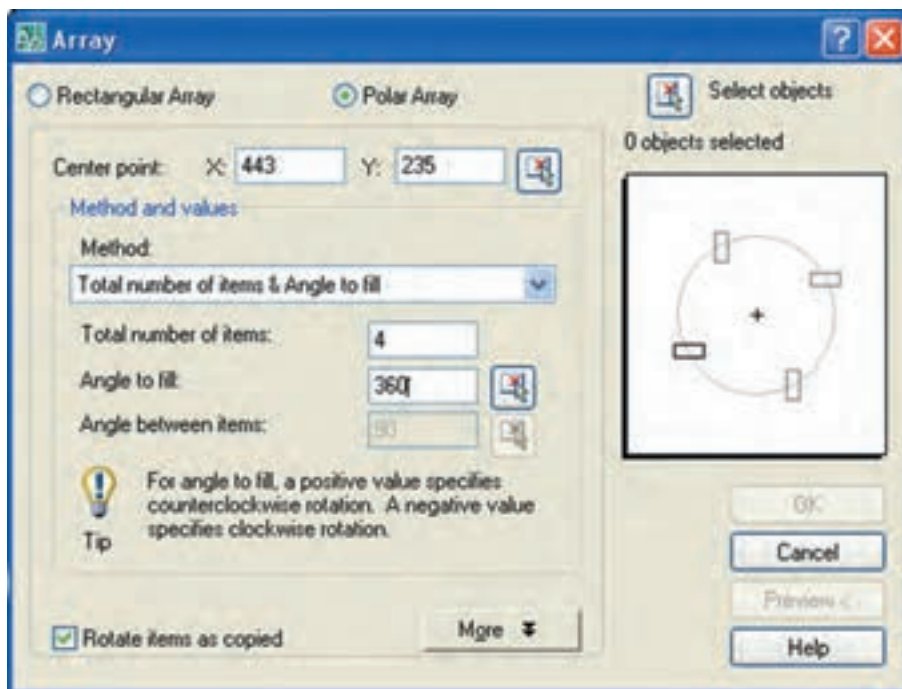 Array
Rectangular Array
Polar Array
Select objects
0 objects selected
Center point: X: 443 Y: 235
Method and values
Method:
Total number of items & Angle to fill
Total number of items: 4
Angle to fill: 360
Angle between items: 90
Tip
For angle to fill, a positive value specifies
counterclockwise rotation. A negative value
specifies clockwise rotation.
Rotate items as copied
More
OK
Cancel
Preview <
Help